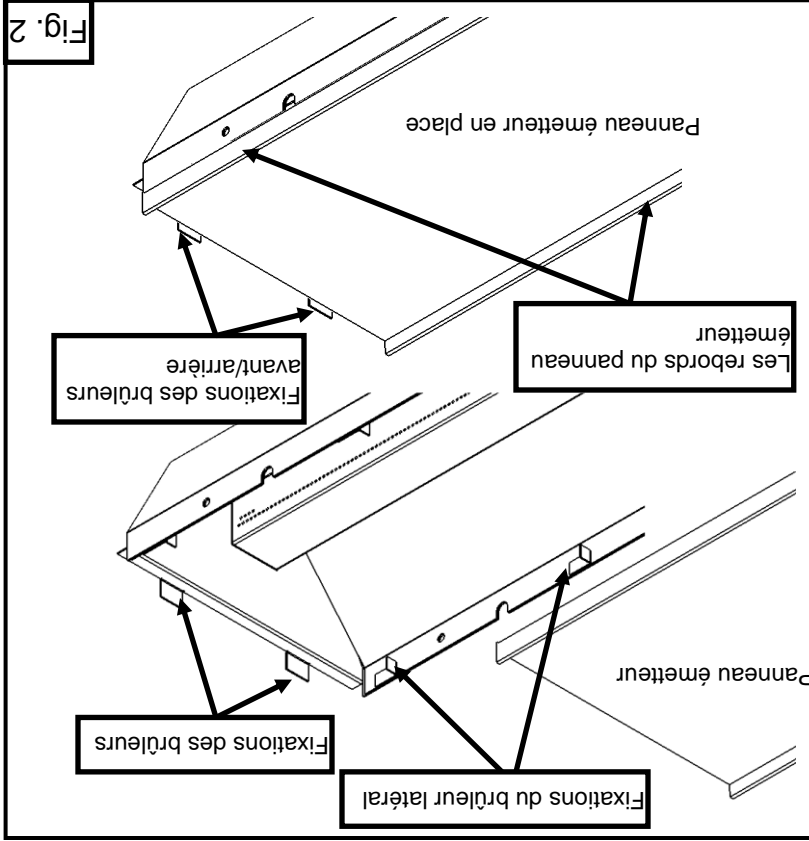 Fixations du brûleur latéral
Fixations des brûleurs
Panneau émetteur
Les rebords du panneau
émetteur
Fixations des brûleurs
avant/arrière
Panneau émetteur en place
Fig. 2